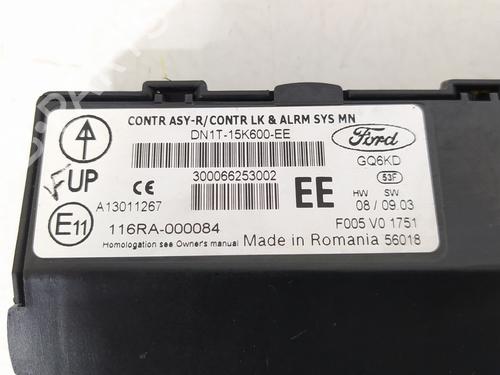 CONTR ASY-R/CONTR LK & ALRM SYS MN
DN1T-15K600-EE
Ford
GQ6KD
53F
UP
300066253002
EE
HW SW
08 / 09.03
A13011267
CE
E11
116RA-000084
F005 V0 1751
Homologation see Owner's manual
Made in Romania 56018